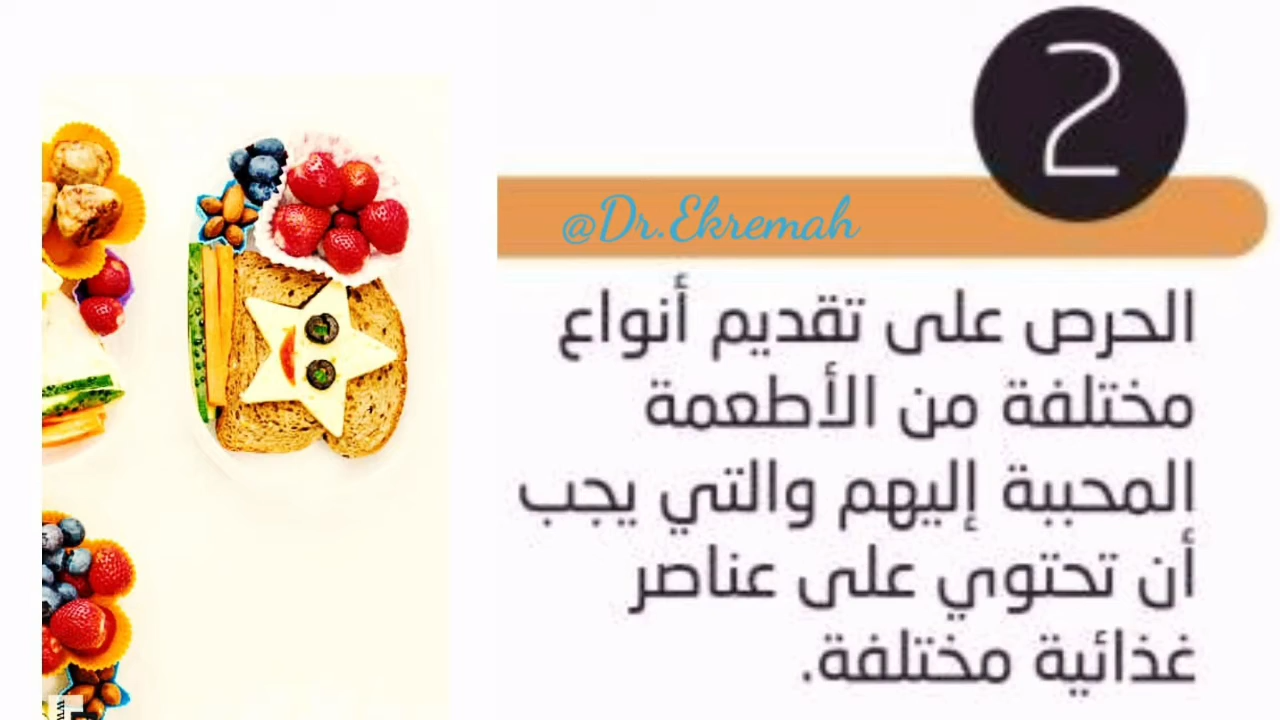 2
@Dr.Ekremah
الحرص على تقديم أنواع
مختلفة من الأطعمة
المحببة إليهم والتي يجب
أن تحتوي على عناصر
غذائية مختلفة.